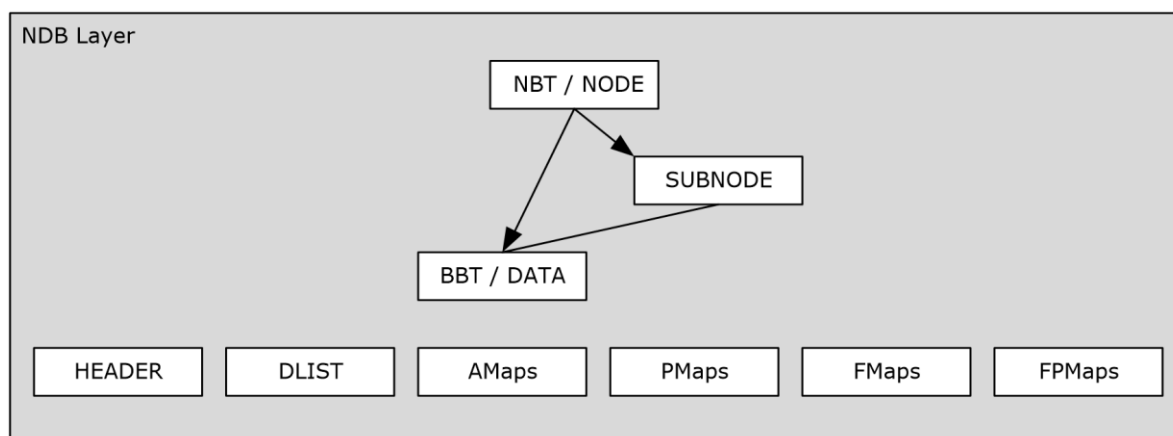 NDB Layer
NBT / NODE
SUBNODE
BBT / DATA
HEADER
DLIST
AMaps
PMaps
FMaps
FPMaps